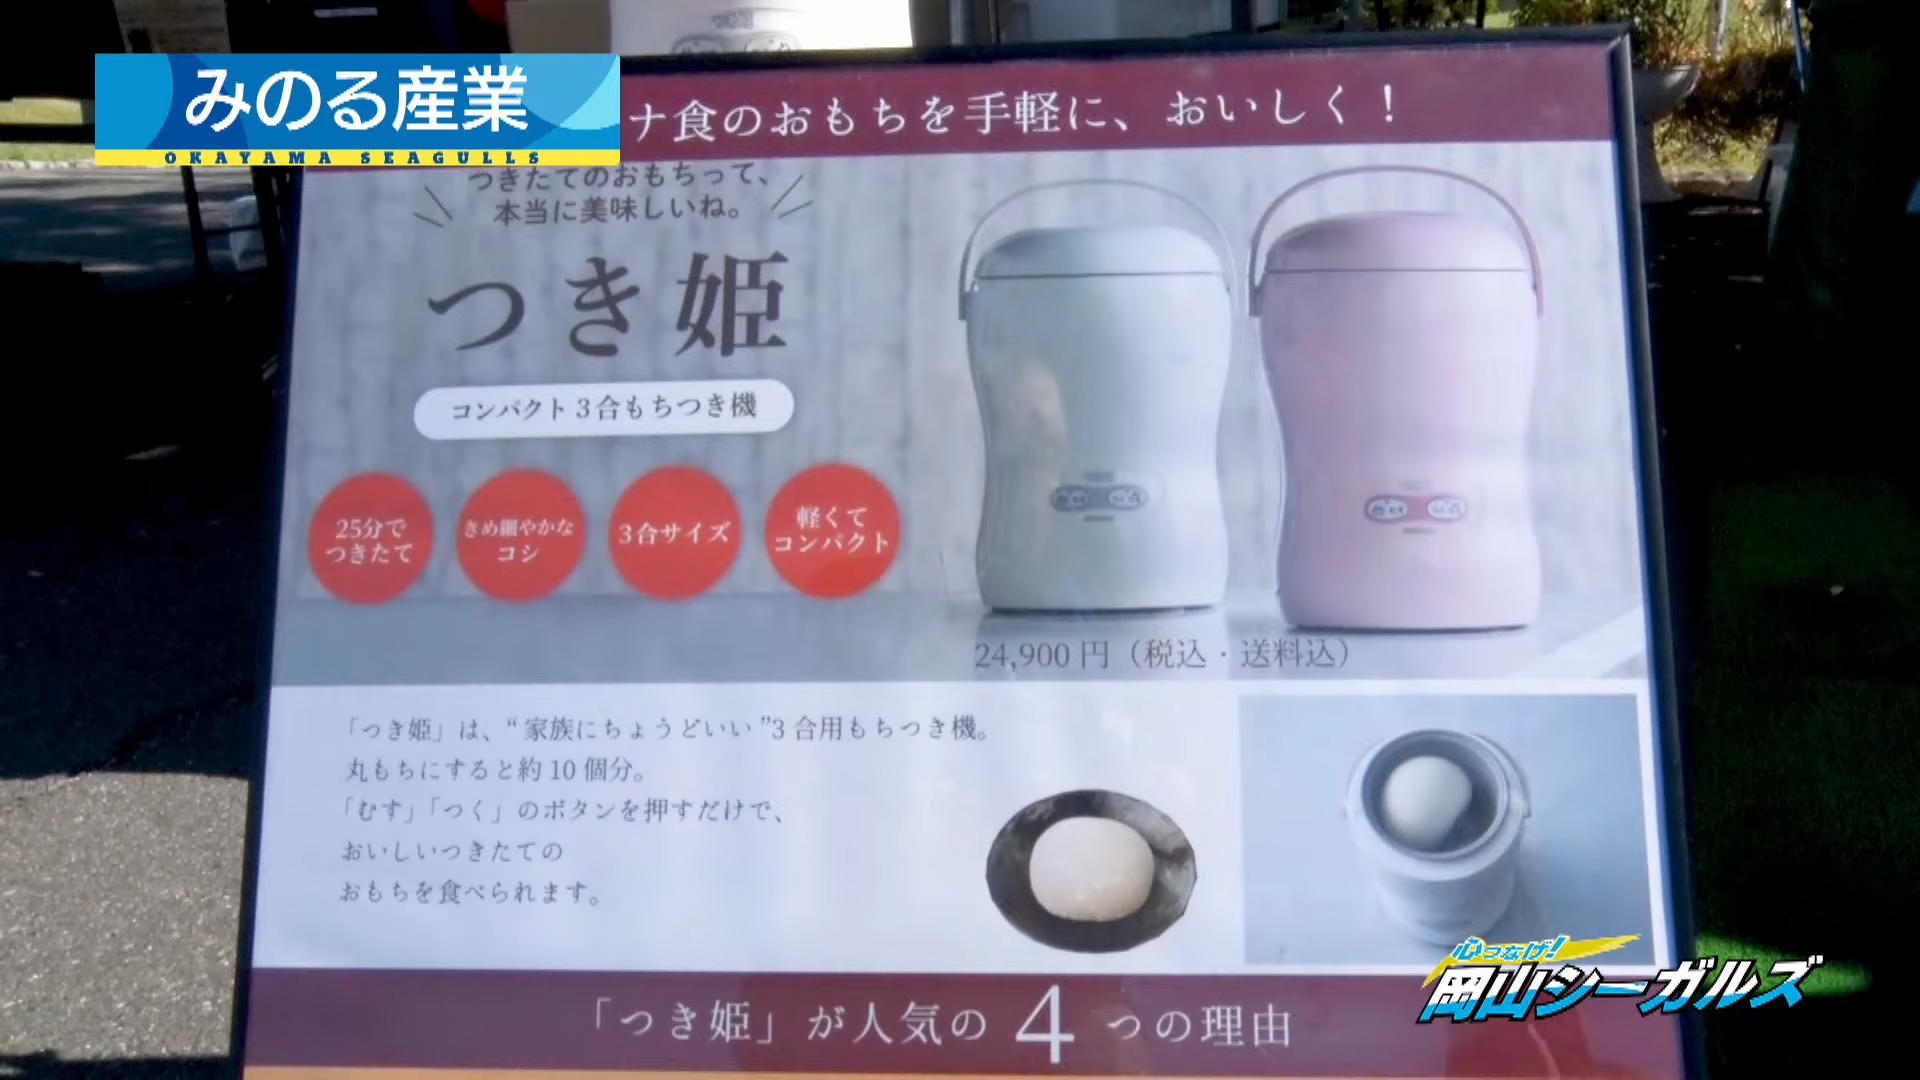 みのる産業
OKAYAMA SEAGULLS
ナ食のおもちを手軽に、おいしく！
つきたてのおもちって、
本当に美味しいね。
つき姫
コンパクト3合もちつき機
25分で
つきたて
きめ細やかな
コシ
3合サイズ
軽くて
コンパクト
24,900円（税込・送料込）
「つき姫」は、“家族にちょうどいい”3合用もちつき機。
丸もちにすると約10個分。
「むす」「つく」のボタンを押すだけで、
おいしいつきたての
おもちを食べられます。
心つなげ！
岡山シーガルズ
「つき姫」が人気の4つの理由